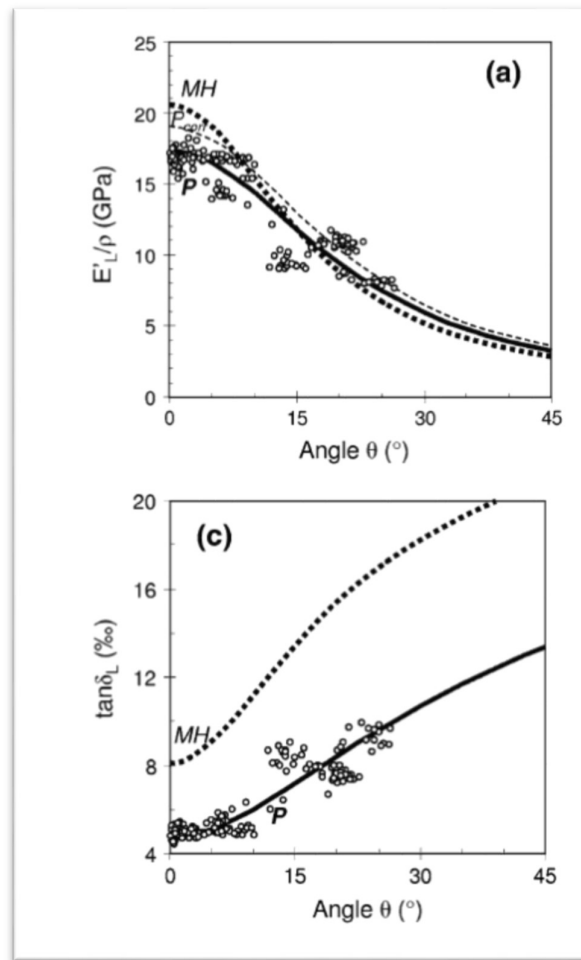 25
20
15
10
5
0
E'L/ρ (GPa)
(a)
MH
Pcorr
P
0 15 30 45
Angle θ (°)
20
16
12
8
4
tanδL (‰)
(c)
MH
P
0 15 30 45
Angle θ (°)